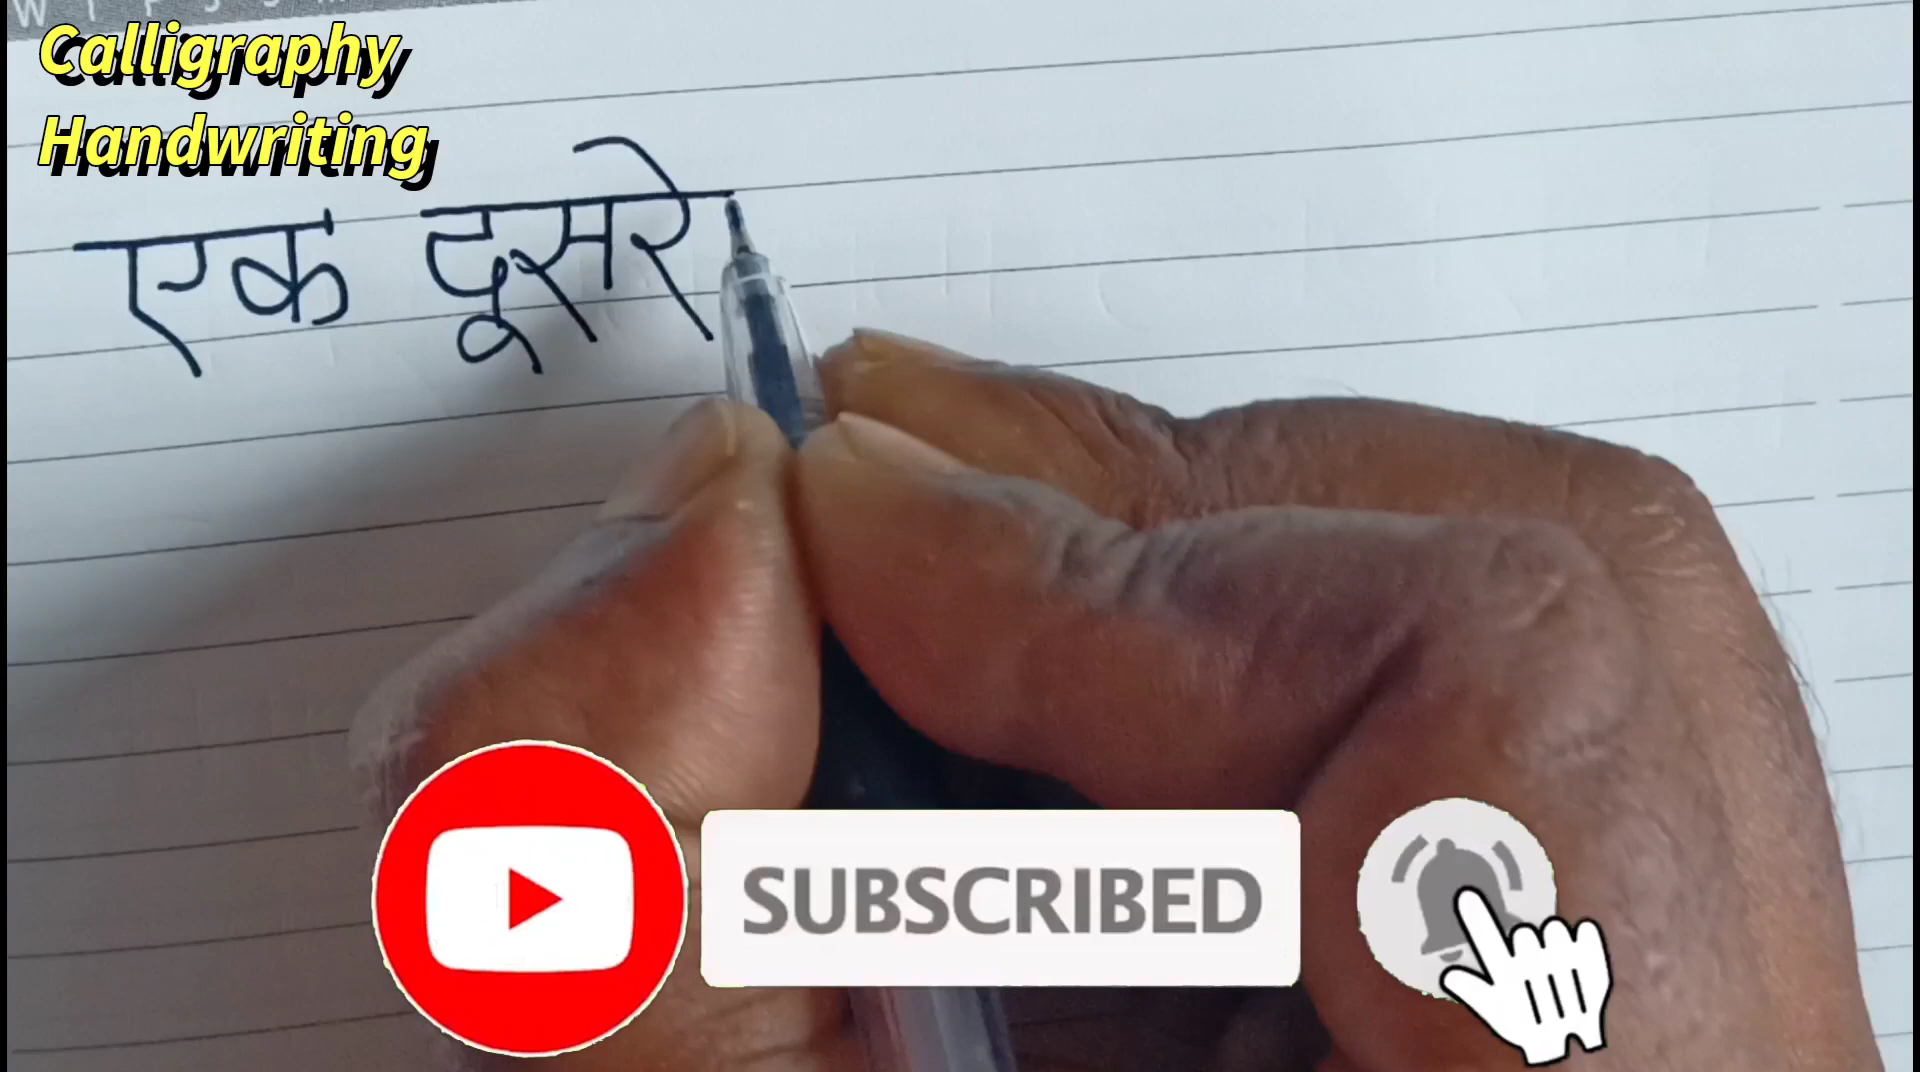 Calligraphy
Handwriting
एक दूसरे
SUBSCRIBED